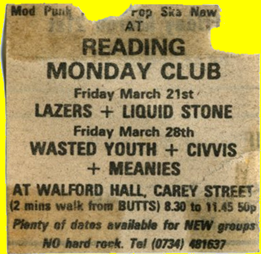 Mod Punk Pop Ska New
AT
READING
MONDAY CLUB
Friday March 21st
LAZERS + LIQUID STONE
Friday March 28th
WASTED YOUTH + CIVVIS
+ MEANIES
AT WALFORD HALL, CAREY STREET
(2 mins walk from BUTTS) 8.30 to 11.45 50p
Plenty of dates available for NEW groups
NO hard rock. Tel (0734) 481637